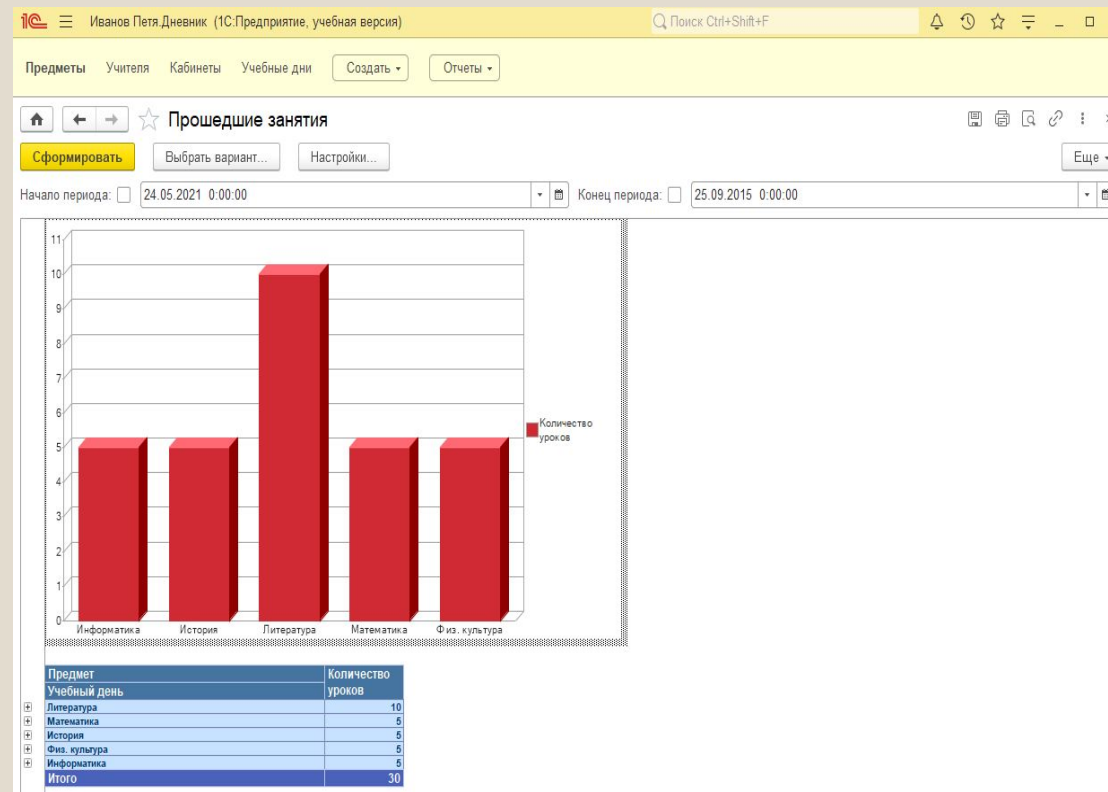 1С Иванов Петя.Дневник (1С:Предприятие, учебная версия) Поиск Ctrl+Shift+F
Предметы Учителя Кабинеты Учебные дни Создать Отчеты
Прошедшие занятия
Сформировать Выбрать вариант... Настройки... Еще
Начало периода: 24.05.2021 0:00:00 Конец периода: 25.09.2015 0:00:00
11
10
9
8
7
6
5
4
3
2
1
0
Количество
уроков
Информатика История Литература Математика Физ. культура
Предмет Количество
Учебный день уроков
Литература 10
Математика 5
История 5
Физ. культура 5
Информатика 5
Итого 30